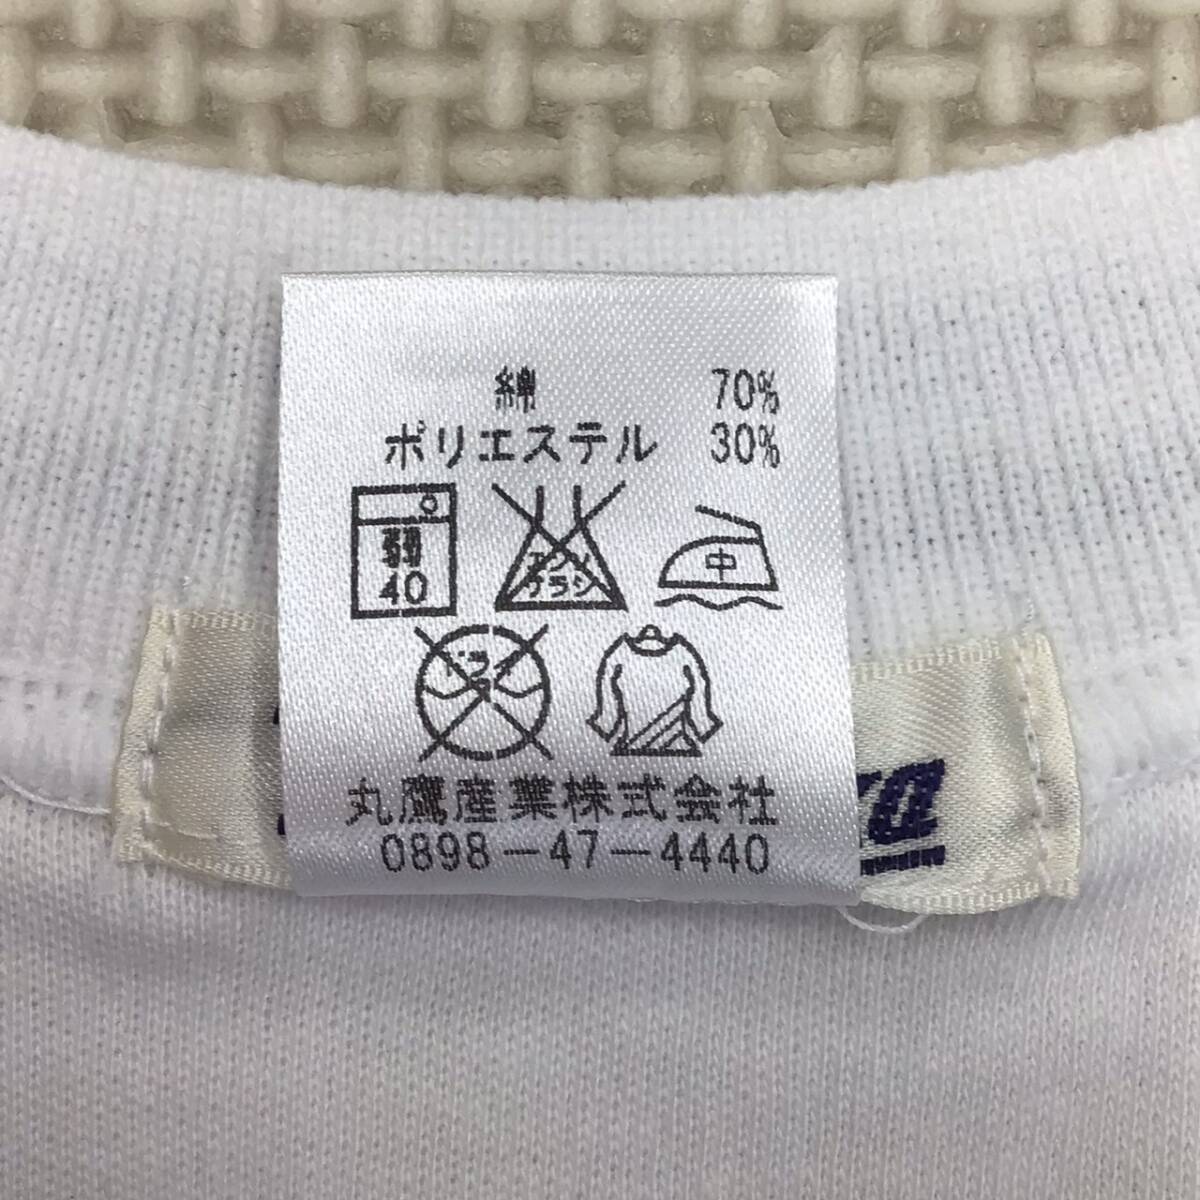 綿 70%
ポリエステル 30%
弱
40
エンソ
ブラシ
中
ドライ
丸鷹産業株式会社
0898-47-4440